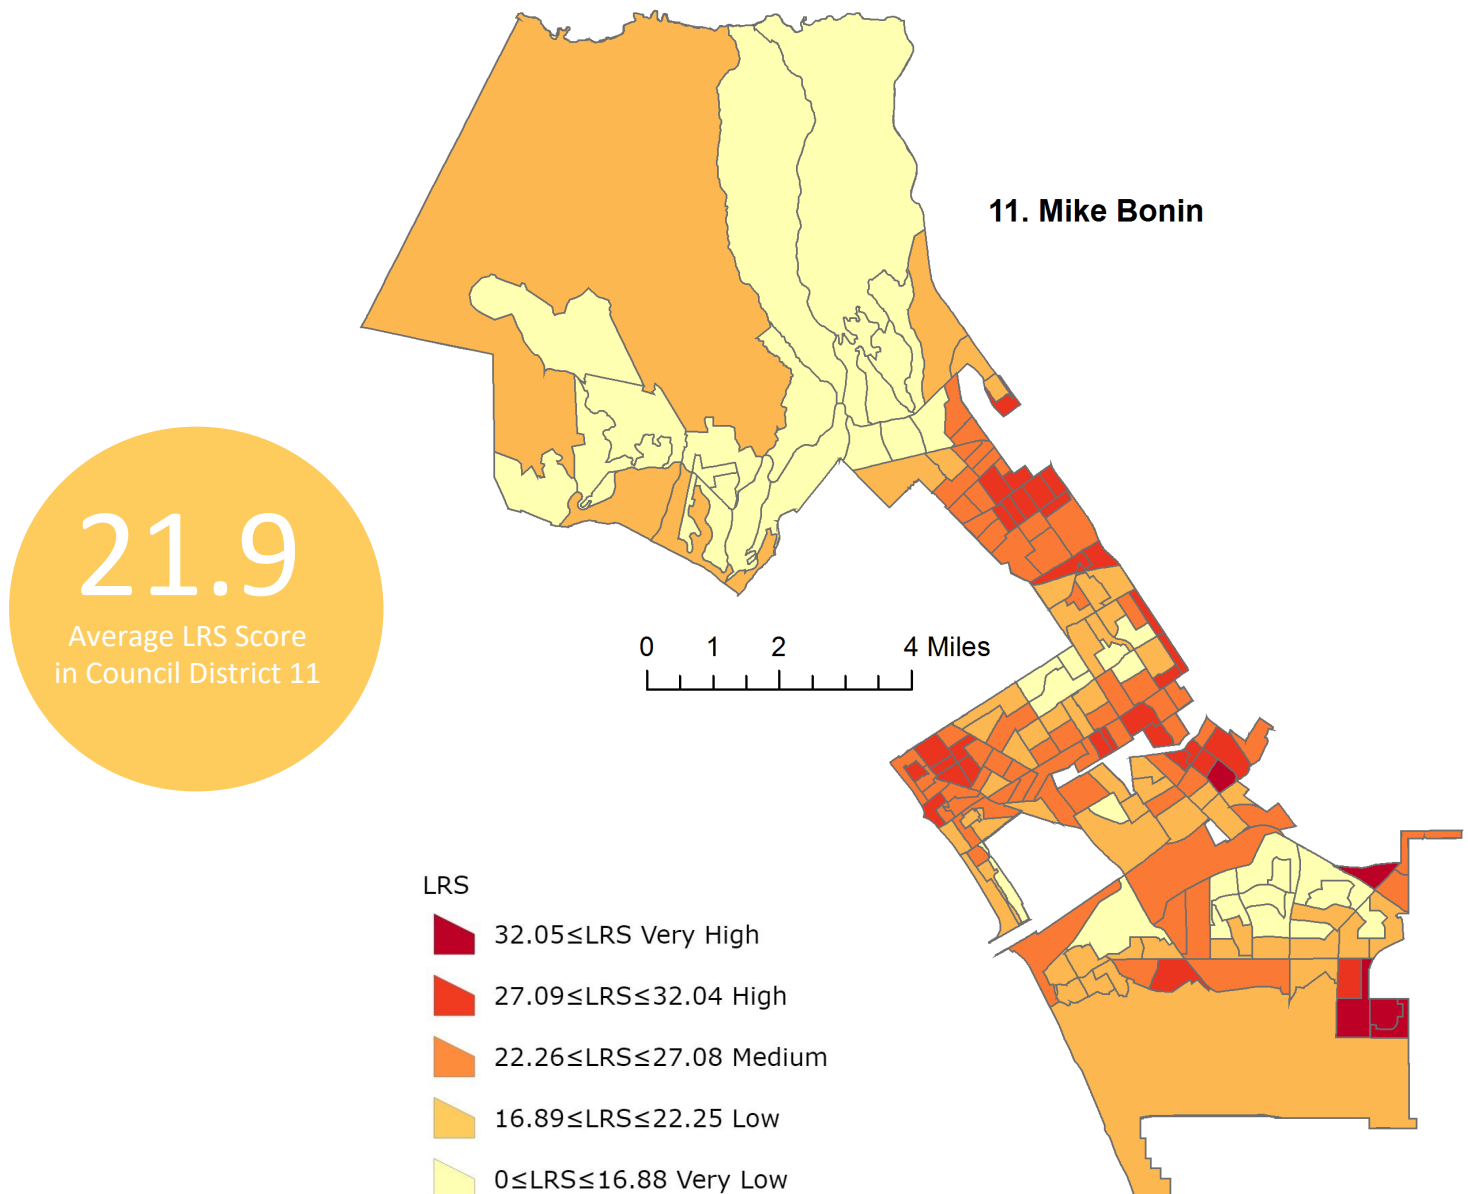 11. Mike Bonin
21.9
Average LRS Score
in Council District 11
0 1 2 4 Miles
LRS
32.05≤LRS Very High
27.09≤LRS≤32.04 High
22.26≤LRS≤27.08 Medium
16.89≤LRS≤22.25 Low
0≤LRS≤16.88 Very Low